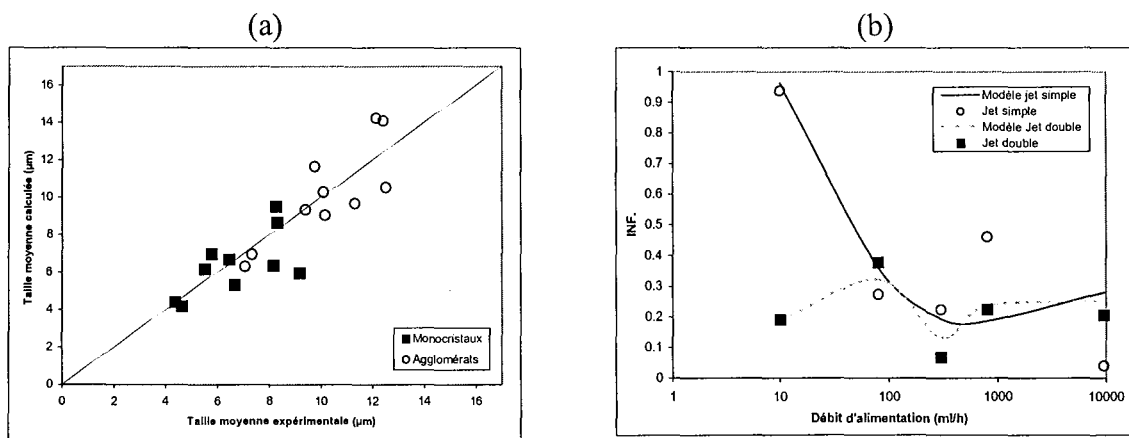 (a)
16
14
12
10
8
6
4
2
0
Taille moyenne calculée (µm)
0 2 4 6 8 10 12 14 16
Taille moyenne expérimentale (µm)
Monocristaux
Agglomérats
(b)
1
0.9
0.8
0.7
0.6
0.5
0.4
0.3
0.2
0.1
0
INF.
1 10 100 1000 10000
Débit d'alimentation (ml/h)
Modèle jet simple
Jet simple
Modèle Jet double
Jet double